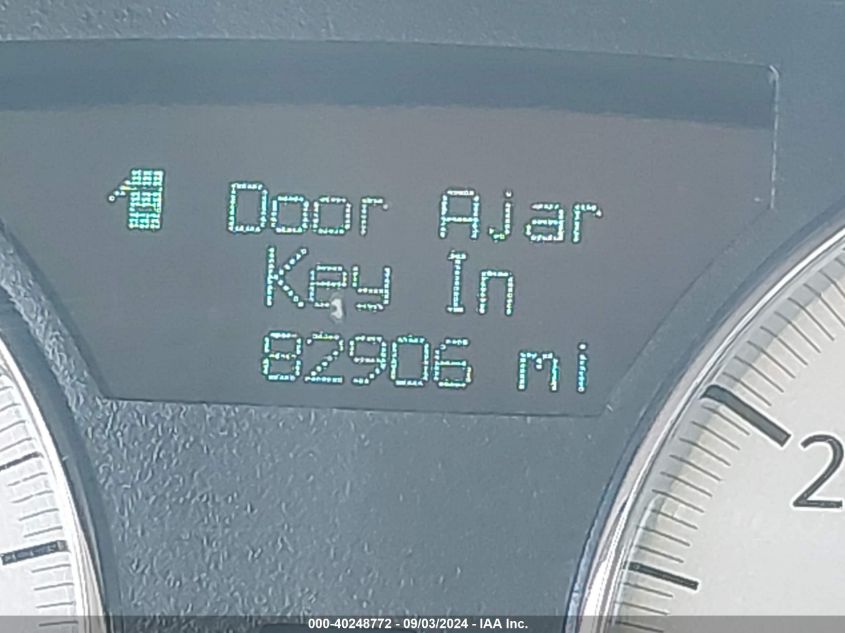 Door Ajar
Key In
82906 mi
2
000-40248772 - 09/03/2024 - IAA Inc.